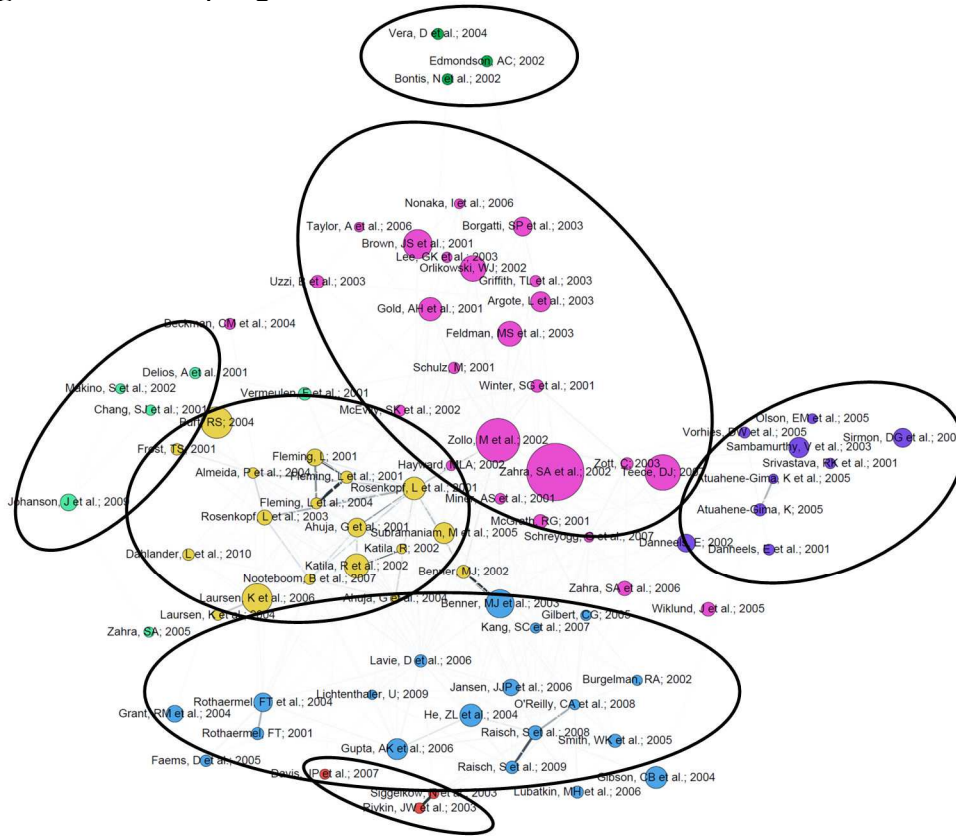 Vera, D et al.; 2004
Edmondson, AC; 2002
Bontis, N et al.; 2002
Nonaka, I et al.; 2006
Taylor, A et al.; 2006
Borgatti, SP et al.; 2003
Brown, JS et al.; 2001
Lee, GK et al.; 2003
Orlikowski, WJ; 2002
Uzzi, B et al.; 2003
Griffith, TL et al.; 2003
Argote, L et al.; 2003
Gold, AH et al.; 2001
Beckman, CM et al.; 2004
Feldman, MS et al.; 2003
Schulz, M; 2001
Delios, A et al.; 2001
Makino, S et al.; 2002
Winter, SG et al.; 2001
Vermeulen, F et al.; 2001
Chang, SJ et al.; 2001
McEvily, SK et al.; 2002
Burt, RS; 2004
Olson, EM et al.; 2005
Vorhies, DW et al.; 2005
Sirmon, DG et al.; 200
Zollo, M et al.; 2002
Sambamurthy, V et al.; 2003
Frost, TS; 2001
Fleming, L; 2001
Hayward, MLA; 2002
Zott, C; 2003
Srivastava, RK et al.; 2001
Almeida, P et al.; 2004
Fleming, L et al.; 2001
Zahra, SA et al.; 2002
Teece, DJ; 2007
Atuahene-Gima, K et al.; 2005
Rosenkopf, L et al.; 2001
Johanson, J et al.; 2009
Fleming, L et al.; 2004
Miner, AS et al.; 2001
Atuahene-Gima, K; 2005
Rosenkopf, L et al.; 2003
Ahuja, G et al.; 2001
Subramaniam, M et al.; 2005
McGrath, RG; 2001
Schreyogg, G et al.; 2007
Danneels, E; 2002
Danneels, E et al.; 2001
Dahlander, L et al.; 2010
Katila, R; 2002
Katila, R et al.; 2002
Benner, MJ; 2002
Nooteboom, B et al.; 2007
Zahra, SA et al.; 2006
Laursen, K et al.; 2006
Ahuja, G et al.; 2004
Benner, MJ et al.; 2003
Wiklund, J et al.; 2005
Laursen, K et al.; 2004
Gilbert, CG; 2005
Zahra, SA; 2005
Kang, SC et al.; 2007
Lavie, D et al.; 2006
Burgelman, RA; 2002
Lichtenthaler, U; 2009
Jansen, JJP et al.; 2006
Rothaermel, FT et al.; 2004
O'Reilly, CA et al.; 2008
Grant, RM et al.; 2004
He, ZL et al.; 2004
Rothaermel, FT; 2001
Raisch, S et al.; 2008
Smith, WK et al.; 2005
Gupta, AK et al.; 2006
Faems, D et al.; 2005
Raisch, S et al.; 2009
Davis, JP et al.; 2007
Gibson, CB et al.; 2004
Siggelkow, N et al.; 2003
Lubatkin, MH et al.; 2006
Rivkin, JW et al.; 2003